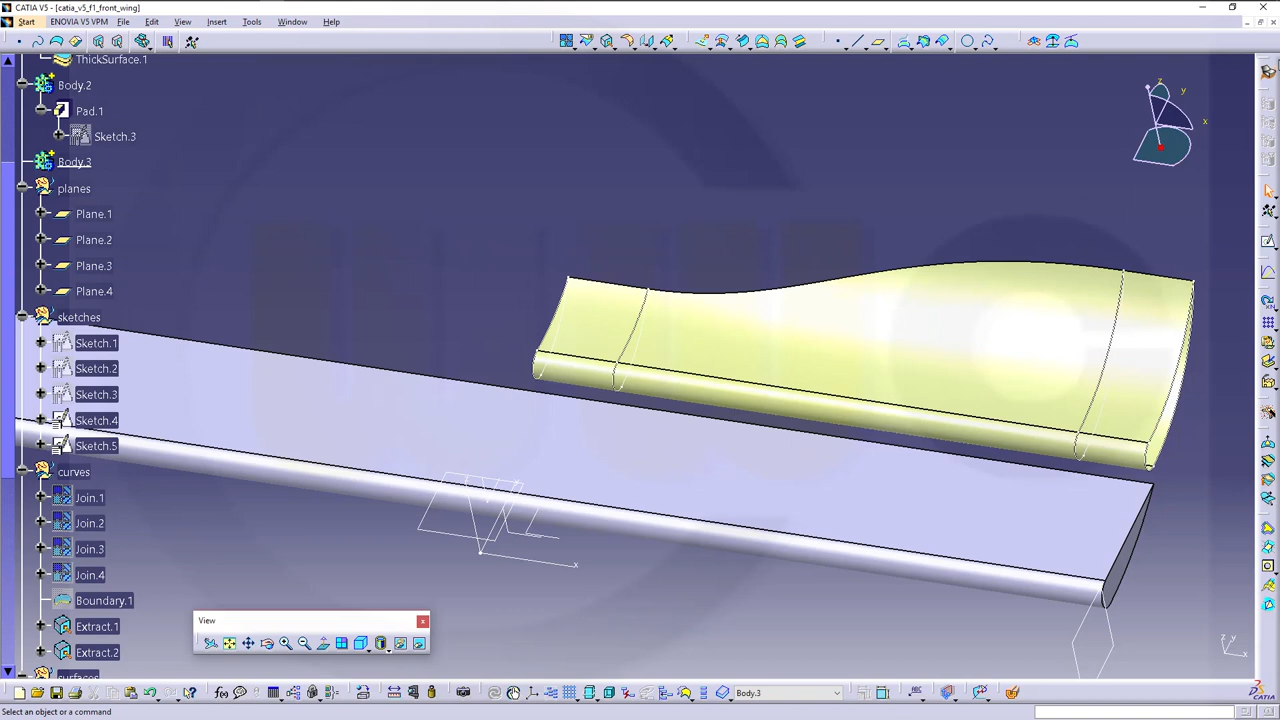 CATIA V5 - [catia_v5_f1_front_wing]
Start ENOVIA V5 VPM File Edit View Insert Tools Window Help
ThickSurface.1
Body.2
Pad.1
Sketch.3
Body.3
planes
Plane.1
Plane.2
Plane.3
Plane.4
sketches
Sketch.1
Sketch.2
Sketch.3
Sketch.4
Sketch.5
curves
Join.1
Join.2
Join.3
Join.4
Boundary.1
Extract.1
Extract.2
surfaces
z
y
x
x
View
z y
x
f(x)
Body.3
ABC
Select an object or a command